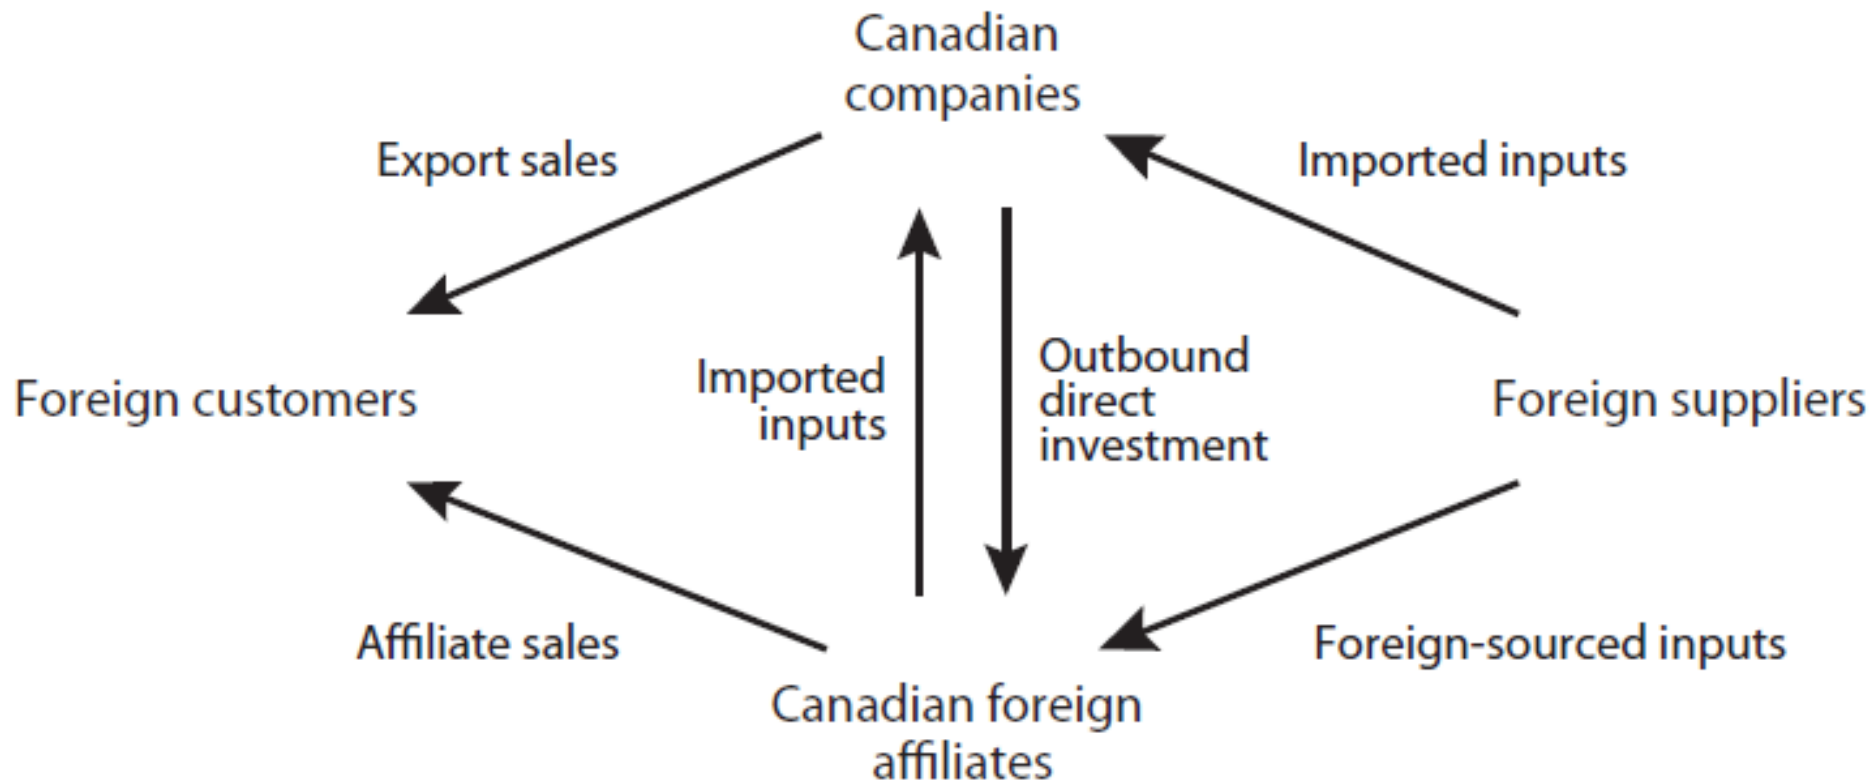 Canadian
companies
Export sales
Imported inputs
Imported
inputs
Outbound
direct
investment
Foreign customers
Foreign suppliers
Affiliate sales
Foreign-sourced inputs
Canadian foreign
affiliates